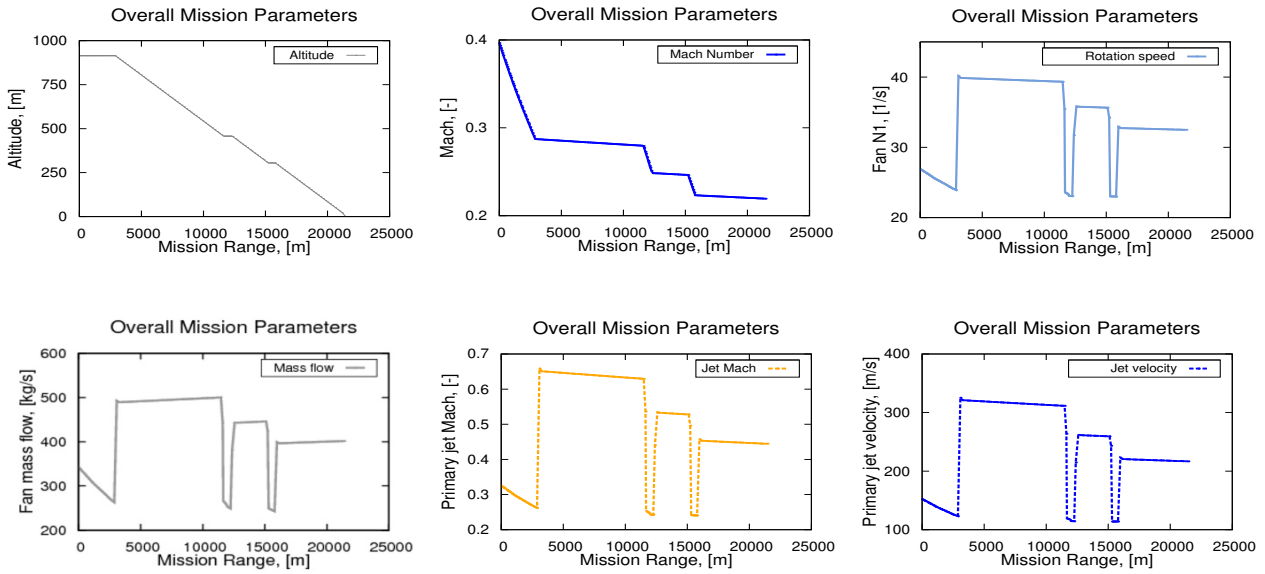 Overall Mission Parameters
Altitude
Altitude, [m]
1000
750
500
250
0
0 5000 10000 15000 20000 25000
Mission Range, [m]
Overall Mission Parameters
Mach Number
Mach, [-]
0.4
0.3
0.2
0 5000 10000 15000 20000 25000
Mission Range, [m]
Overall Mission Parameters
Rotation speed
Fan N1, [1/s]
40
30
20
0 5000 10000 15000 20000 25000
Mission Range, [m]
Overall Mission Parameters
Mass flow
Fan mass flow, [kg/s]
600
500
400
300
200
0 5000 10000 15000 20000 25000
Mission Range, [m]
Overall Mission Parameters
Jet Mach
Primary jet Mach, [-]
0.7
0.6
0.5
0.4
0.3
0.2
0 5000 10000 15000 20000 25000
Mission Range, [m]
Overall Mission Parameters
Jet velocity
Primary jet velocity, [m/s]
400
300
200
100
0 5000 10000 15000 20000 25000
Mission Range, [m]